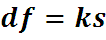 df = ks